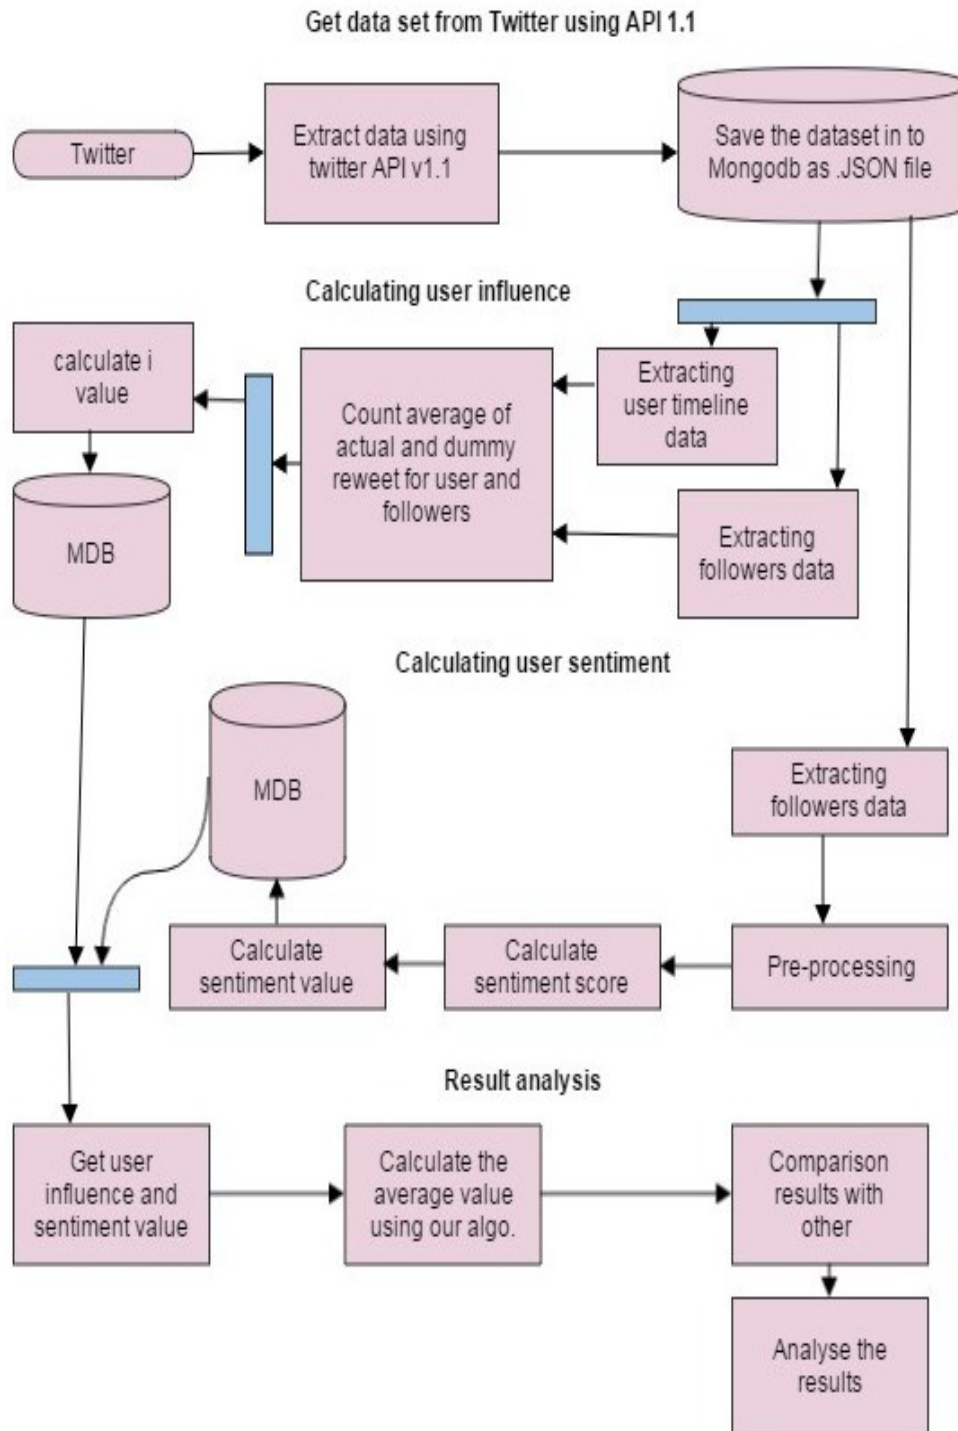 Get data set from Twitter using API 1.1
Twitter
Extract data using
twitter API v1.1
Save the dataset in to
Mongodb as .JSON file
Calculating user influence
calculate i
value
Count average of
actual and dummy
reweet for user and
followers
Extracting
user timeline
data
MDB
Extracting
followers data
Calculating user sentiment
MDB
Extracting
followers data
Calculate
sentiment value
Calculate
sentiment score
Pre-processing
Result analysis
Get user
influence and
sentiment value
Calculate the
average value
using our algo.
Comparison
results with
other
Analyse the
results